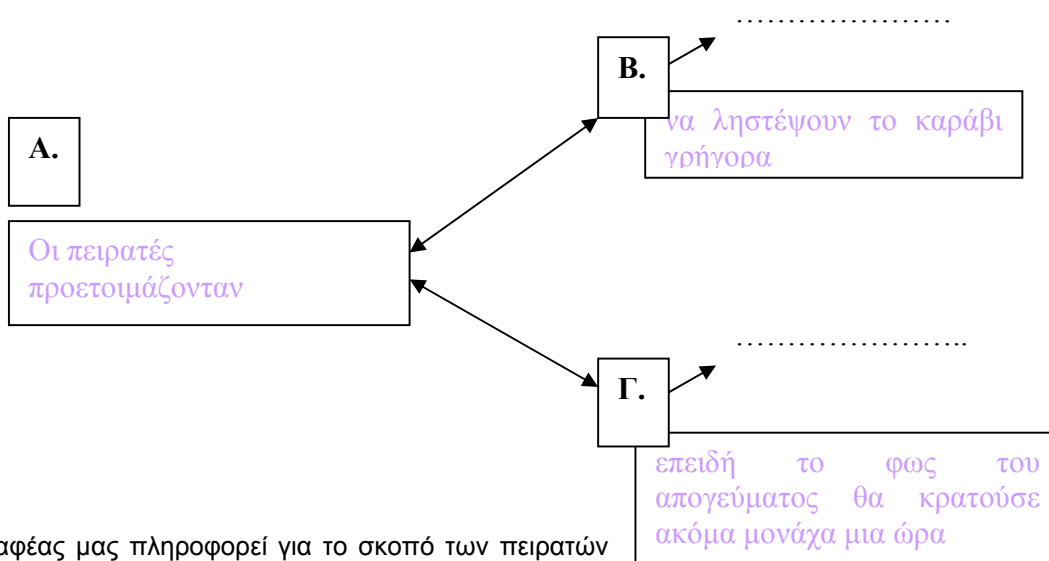 …………………
Β.
να ληστέψουν το καράβι
γρήγορα
Α.
Οι πειρατές
προετοιμάζονταν
…………………..
Γ.
επειδή το φως του
απογεύματος θα κρατούσε
ακόμα μονάχα μια ώρα
αφέας μας πληροφορεί για το σκοπό των πειρατών